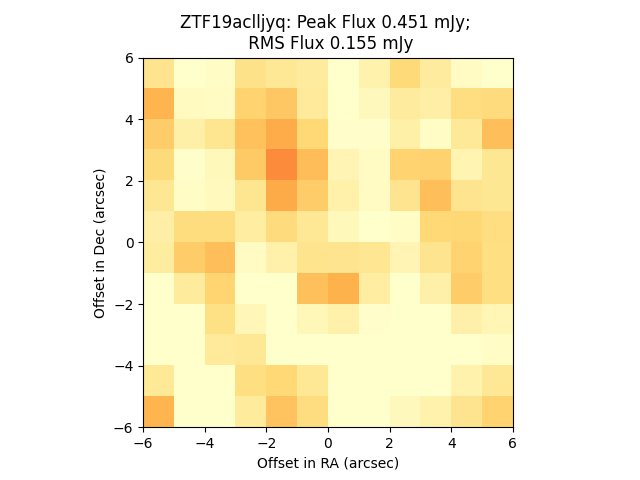 ZTF19aclljyq: Peak Flux 0.451 mJy;
RMS Flux 0.155 mJy
6
4
2
0
−2
−4
−6
Offset in Dec (arcsec)
−6 −4 −2 0 2 4 6
Offset in RA (arcsec)